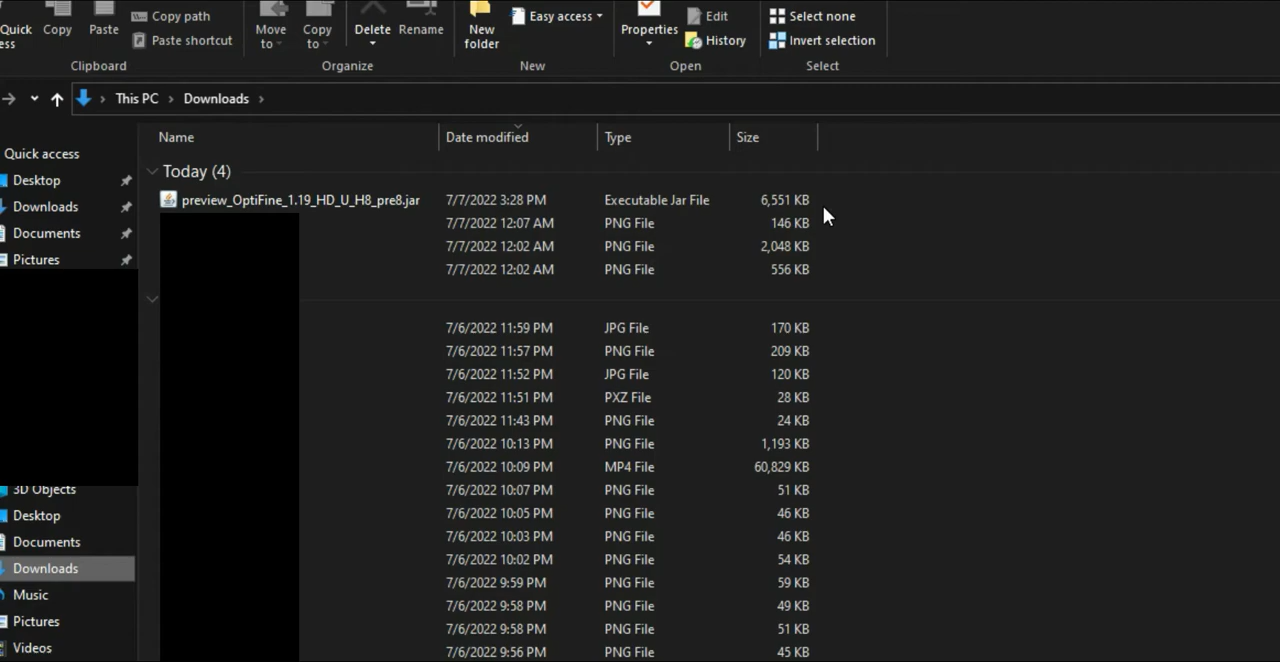 Quick
ess
Copy
Paste
Copy path
Paste shortcut
Move
to
Copy
to
Delete
Rename
New
folder
Easy access
Properties
Edit
History
Select none
Invert selection
Clipboard
Organize
New
Open
Select
This PC > Downloads >
Name Date modified Type Size
Quick access
Desktop
Downloads
Documents
Pictures
3D Objects
Desktop
Documents
Downloads
Music
Pictures
Videos
Today (4)
preview_OptiFine_1.19_HD_U_H8_pre8.jar 7/7/2022 3:28 PM Executable Jar File 6,551 KB
7/7/2022 12:07 AM PNG File 146 KB
7/7/2022 12:02 AM PNG File 2,048 KB
7/7/2022 12:02 AM PNG File 556 KB
7/6/2022 11:59 PM JPG File 170 KB
7/6/2022 11:57 PM PNG File 209 KB
7/6/2022 11:52 PM JPG File 120 KB
7/6/2022 11:51 PM PXZ File 28 KB
7/6/2022 11:43 PM PNG File 24 KB
7/6/2022 10:13 PM PNG File 1,193 KB
7/6/2022 10:09 PM MP4 File 60,829 KB
7/6/2022 10:07 PM PNG File 51 KB
7/6/2022 10:05 PM PNG File 46 KB
7/6/2022 10:03 PM PNG File 46 KB
7/6/2022 10:02 PM PNG File 54 KB
7/6/2022 9:59 PM PNG File 59 KB
7/6/2022 9:58 PM PNG File 49 KB
7/6/2022 9:58 PM PNG File 51 KB
7/6/2022 9:56 PM PNG File 45 KB